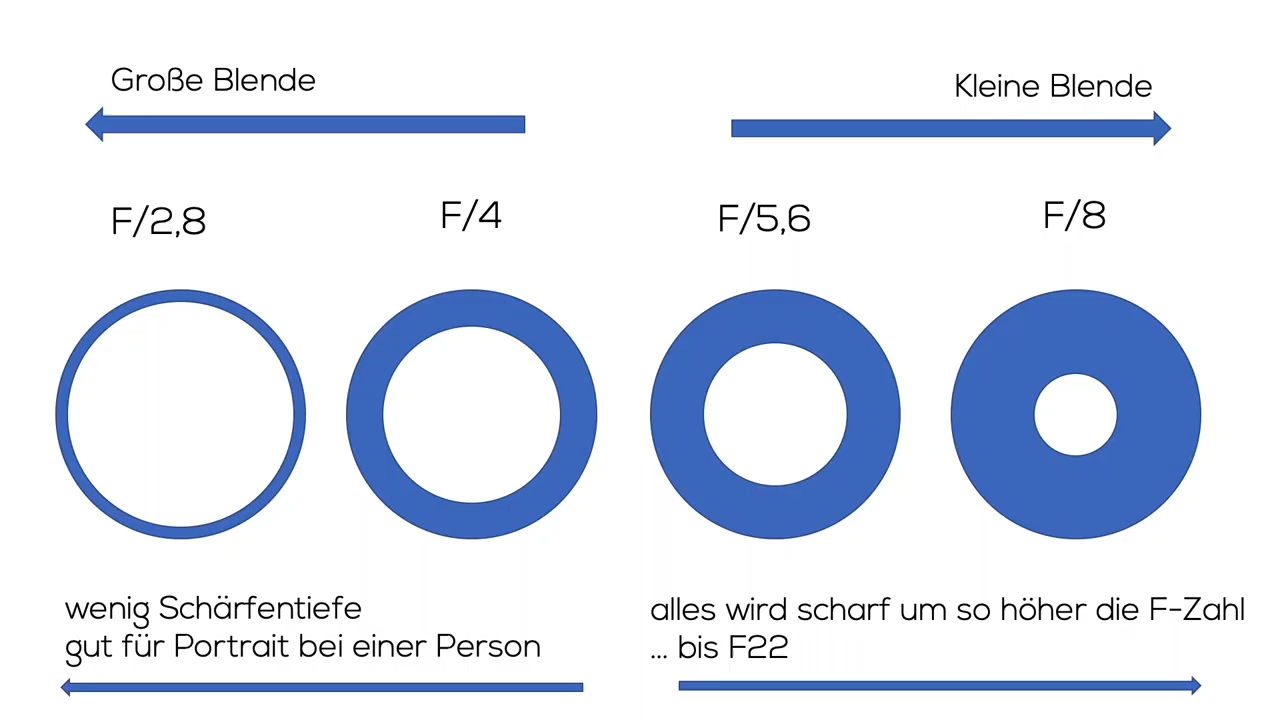 Große Blende
Kleine Blende
F/2,8
F/4
F/5,6
F/8
wenig Schärfentiefe
gut für Portrait bei einer Person
alles wird scharf um so höher die F-Zahl
... bis F22